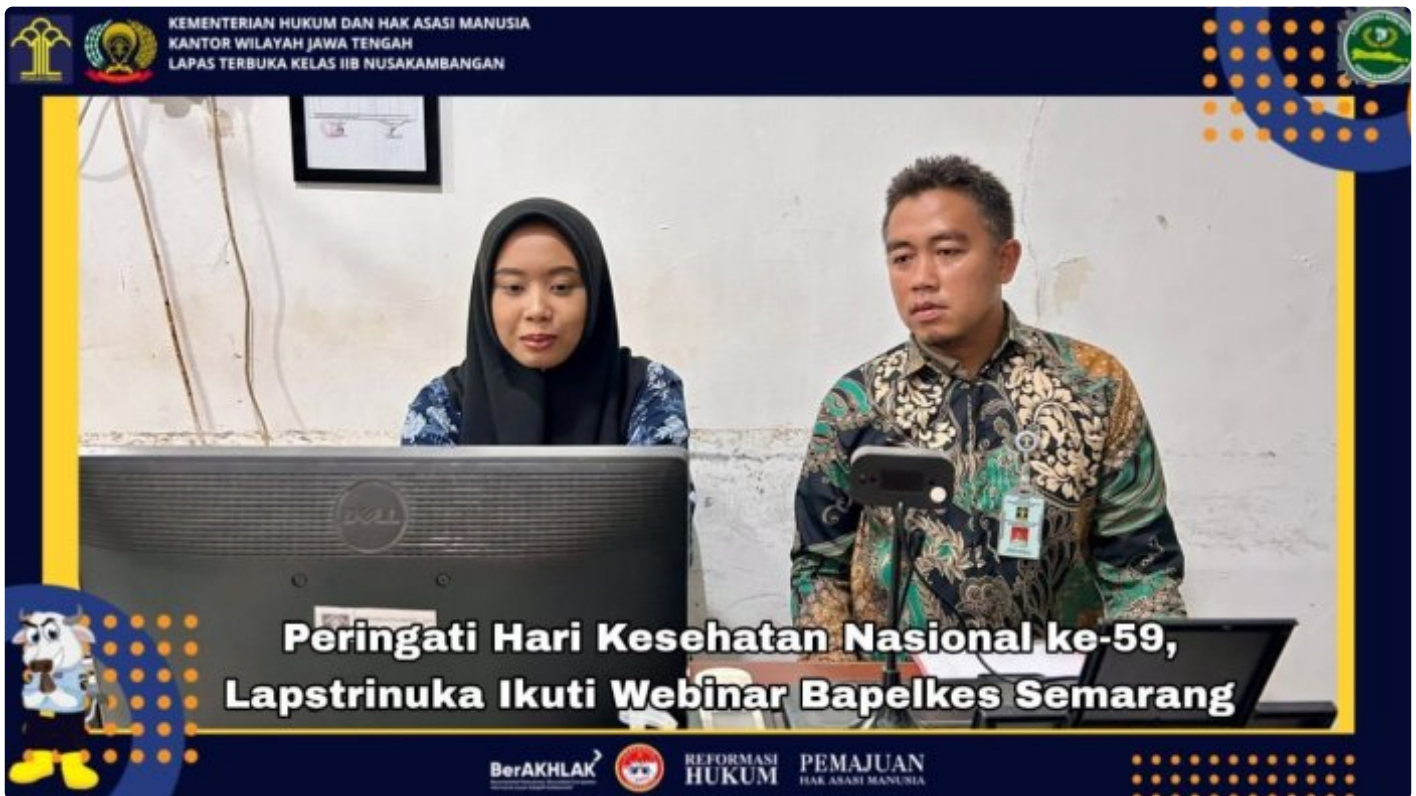 KEMENTERIAN HUKUM DAN HAK ASASI MANUSIA
KANTOR WILAYAH JAWA TENGAH
LAPAS TERBUKA KELAS IIB NUSAKAMBANGAN
DELL
Peringati Hari Kesehatan Nasional ke-59,
Lapstrinuka Ikuti Webinar Bapelkes Semarang
BerAKHLAK
REFORMASI
HUKUM
PEMAJUAN
HAK ASASI MANUSIA